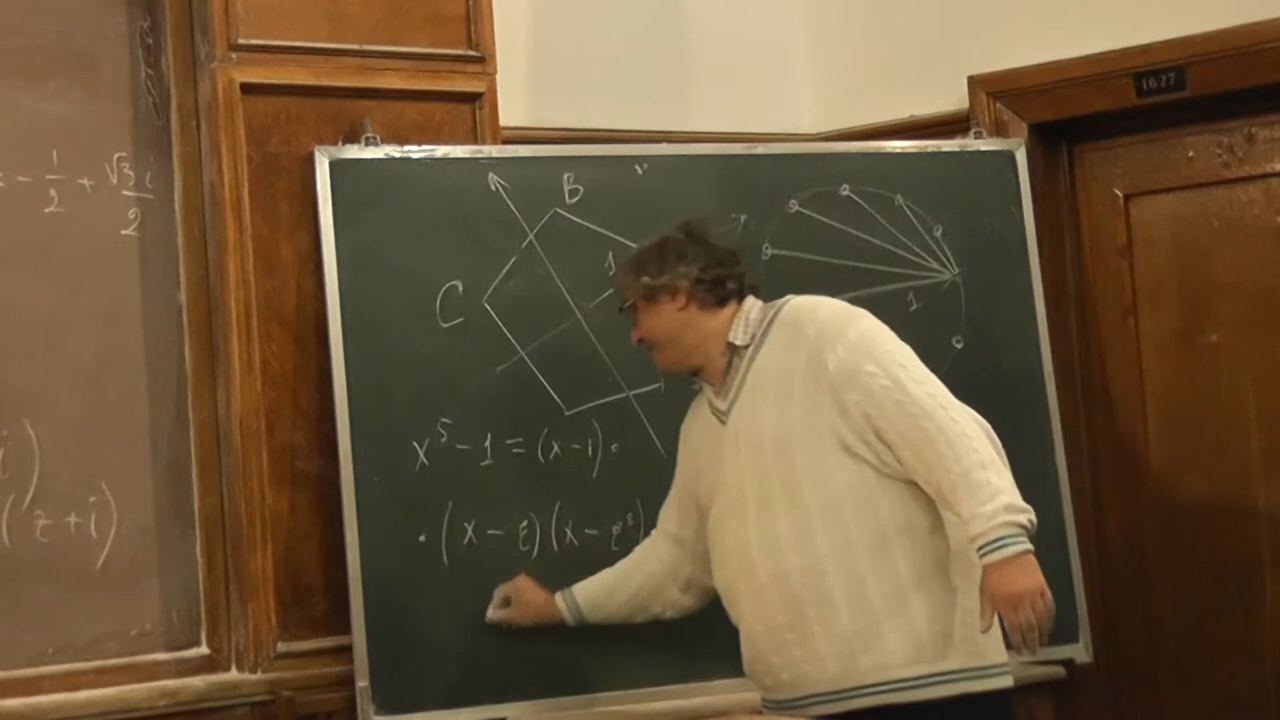 - 1/2 + √3 i/2
i)
(z+i)
B
C
1
1
x⁵ - 1 = (x-1) ·
· (x - ε)(x - ε²)
1627